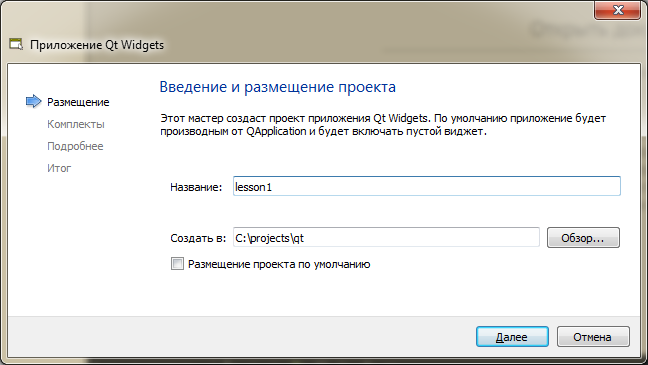 Открыть
Приложение Qt Widgets
Введение и размещение проекта
Размещение
Комплекты
Подробнее
Итог
Этот мастер создаст проект приложения Qt Widgets. По умолчанию приложение будет
производным от QApplication и будет включать пустой виджет.
Название: lesson1
Создать в: C:\projects\qt Обзор...
Размещение проекта по умолчанию
Далее Отмена